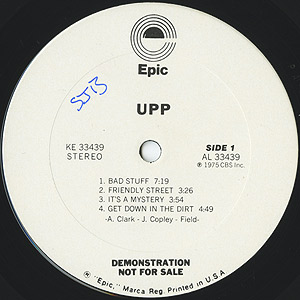 Epic
SJB
UPP
KE 33439
STEREO
SIDE 1
AL 33439
℗ 1975 CBS Inc.
1. BAD STUFF 7:19
2. FRIENDLY STREET 3:26
3. IT'S A MYSTERY 3:54
4. GET DOWN IN THE DIRT 4:49
-A. Clark - J. Copley - Field-
DEMONSTRATION
NOT FOR SALE
® "Epic," Marca Reg. Printed in U.S.A